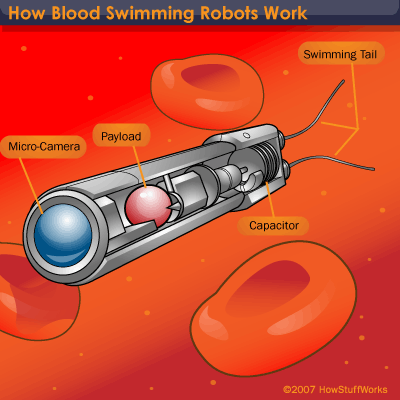 How Blood Swimming Robots Work
Swimming Tail
Payload
Micro-Camera
Capacitor
©2007 HowStuffWorks